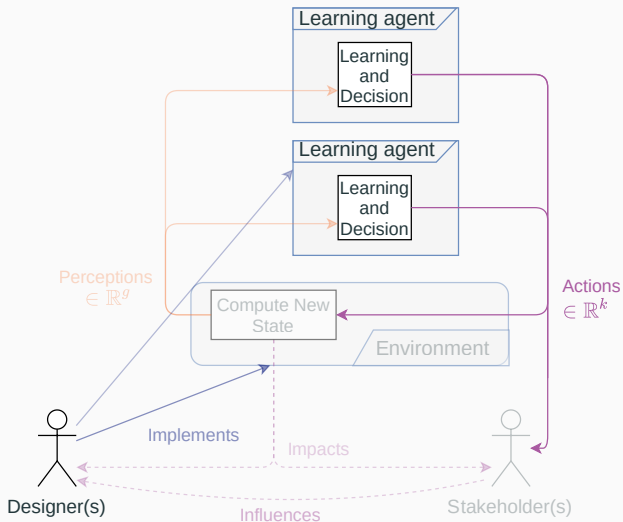 Learning agent
Learning
and
Decision
Learning agent
Learning
and
Decision
Perceptions
∈ ℝ^g
Compute New
State
Actions
∈ ℝ^k
Environment
Implements
Impacts
Designer(s)
Stakeholder(s)
Influences